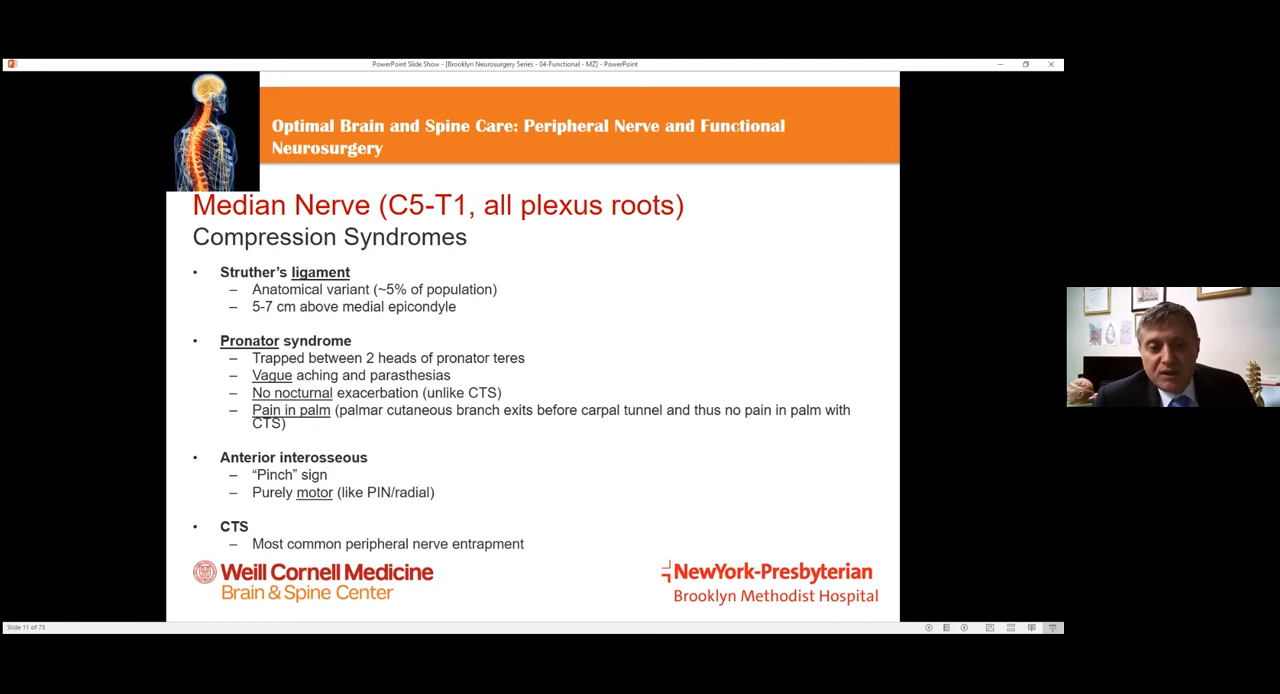 PowerPoint Slide Show - [Brooklyn Neurosurgery Series - 04-Functional - MZ] - PowerPoint
Optimal Brain and Spine Care: Peripheral Nerve and Functional
Neurosurgery
Median Nerve (C5-T1, all plexus roots)
Compression Syndromes
• Struther's ligament
– Anatomical variant (~5% of population)
– 5-7 cm above medial epicondyle
• Pronator syndrome
– Trapped between 2 heads of pronator teres
– Vague aching and parasthesias
– No nocturnal exacerbation (unlike CTS)
– Pain in palm (palmar cutaneous branch exits before carpal tunnel and thus no pain in palm with
CTS)
• Anterior interosseous
– “Pinch” sign
– Purely motor (like PIN/radial)
• CTS
– Most common peripheral nerve entrapment
Weill Cornell Medicine
Brain & Spine Center
NewYork-Presbyterian
Brooklyn Methodist Hospital
Slide 11 of 75